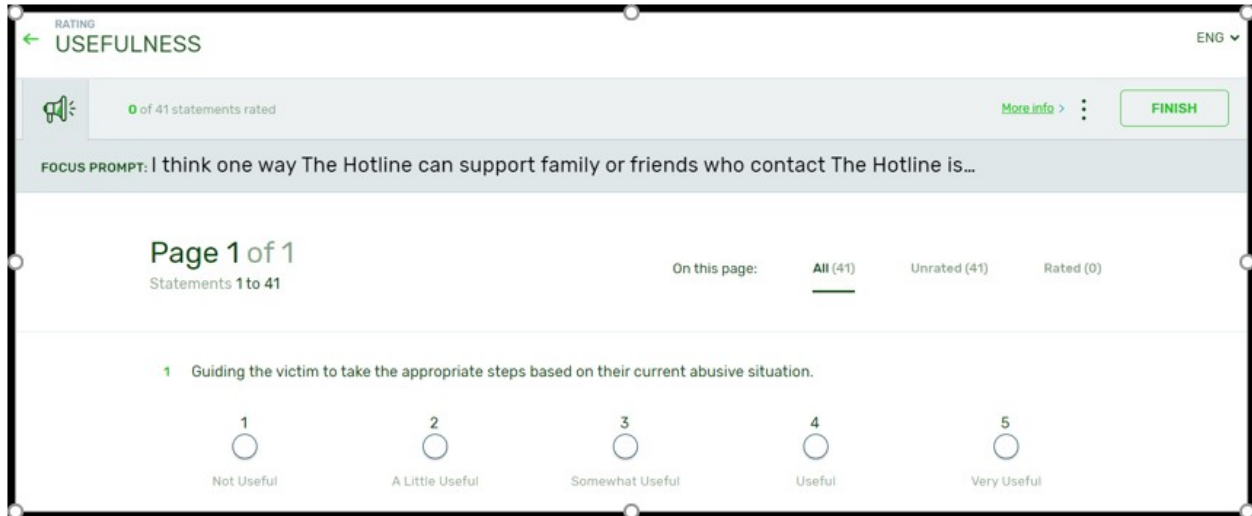 RATING
USEFULNESS
ENG
0 of 41 statements rated
More info >
FINISH
FOCUS PROMPT: I think one way The Hotline can support family or friends who contact The Hotline is...
Page 1 of 1
Statements 1 to 41
On this page: All (41) Unrated (41) Rated (0)
1 Guiding the victim to take the appropriate steps based on their current abusive situation.
1 2 3 4 5
Not Useful A Little Useful Somewhat Useful Useful Very Useful